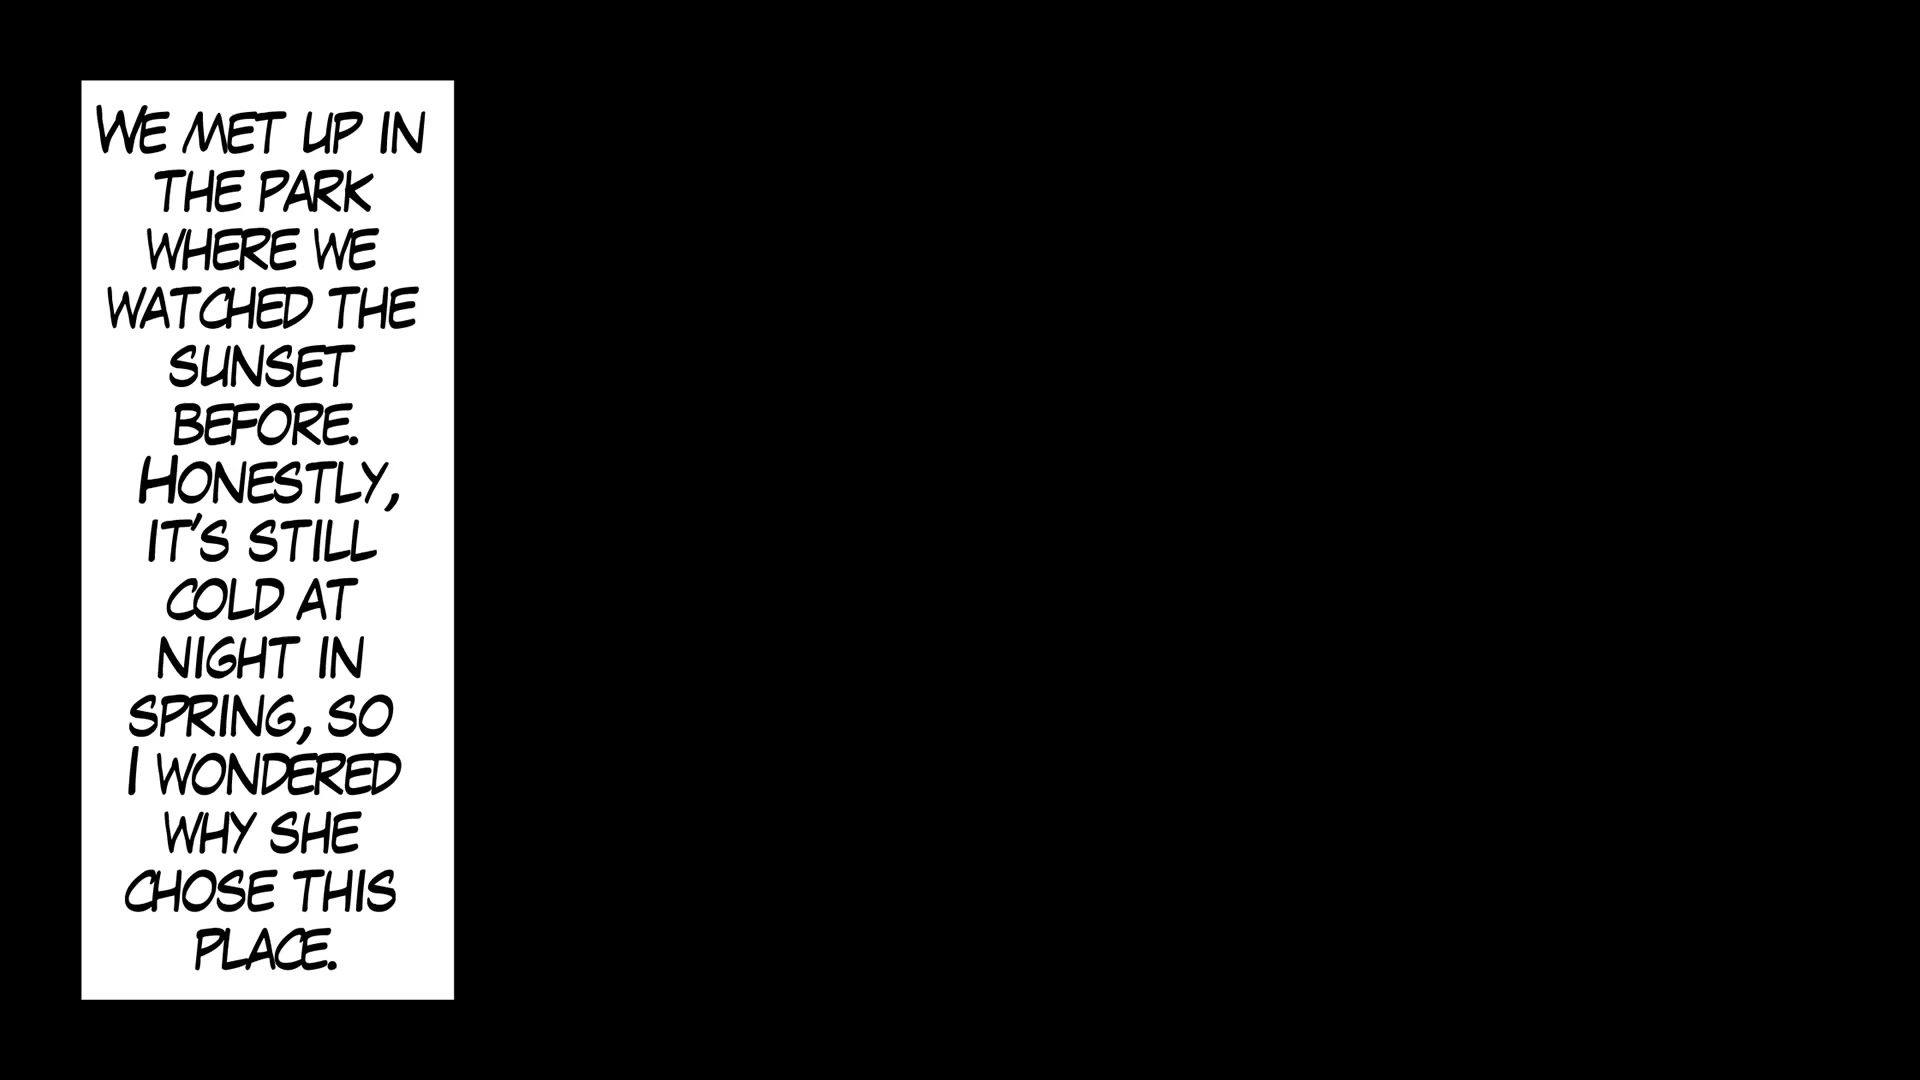 We met up in
the park
where we
watched the
sunset
before.
Honestly,
it's still
cold at
night in
spring, so
I wondered
why she
chose this
place.